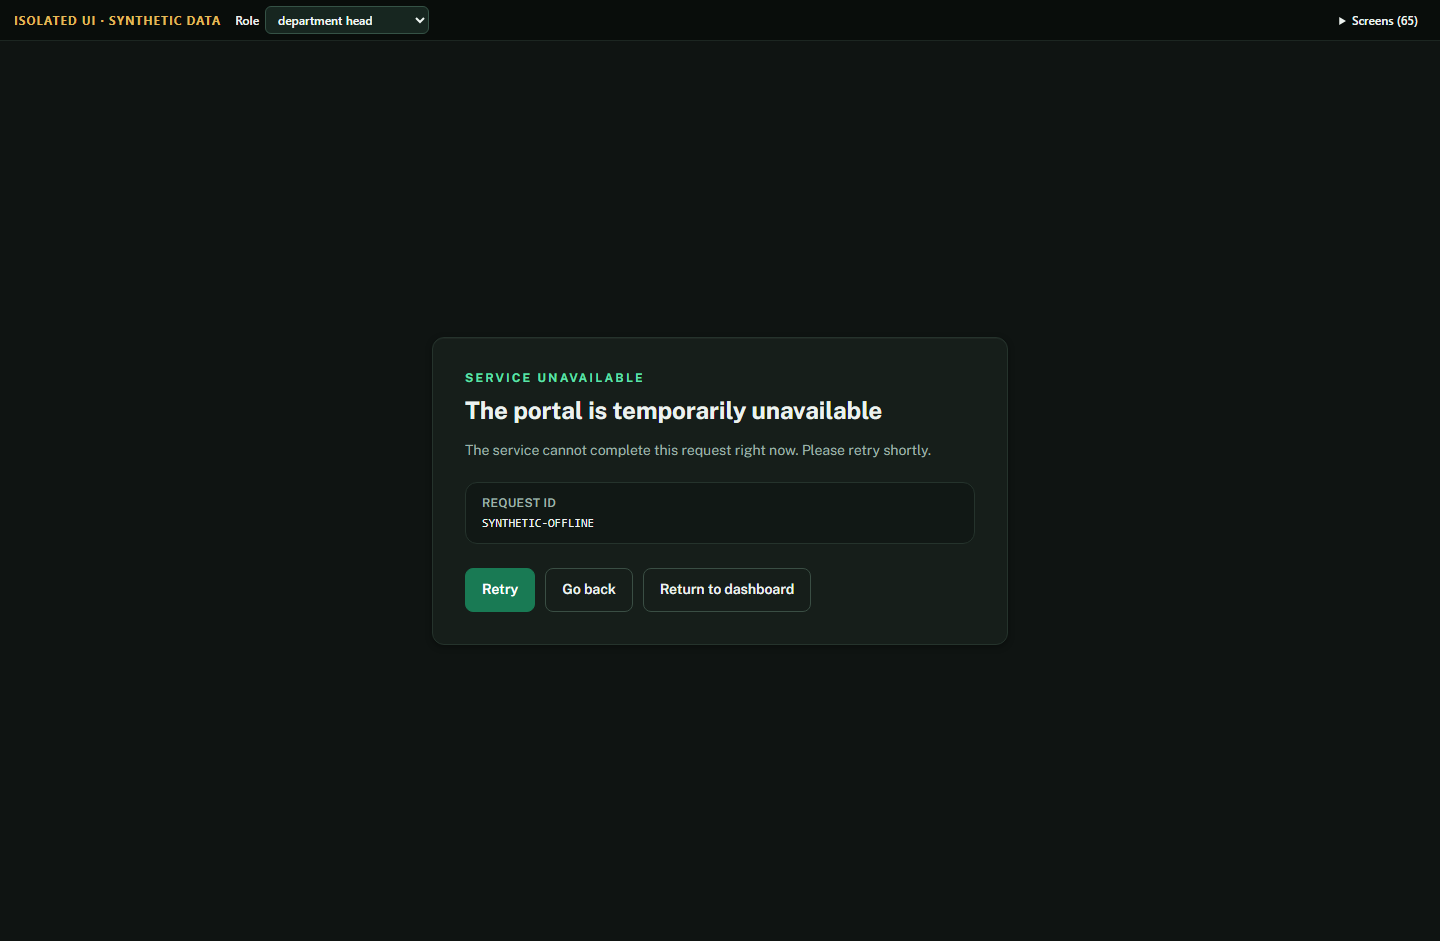 ISOLATED UI · SYNTHETIC DATA Role department head ▶ Screens (65)
SERVICE UNAVAILABLE
The portal is temporarily unavailable
The service cannot complete this request right now. Please retry shortly.
REQUEST ID
SYNTHETIC-OFFLINE
Retry Go back Return to dashboard